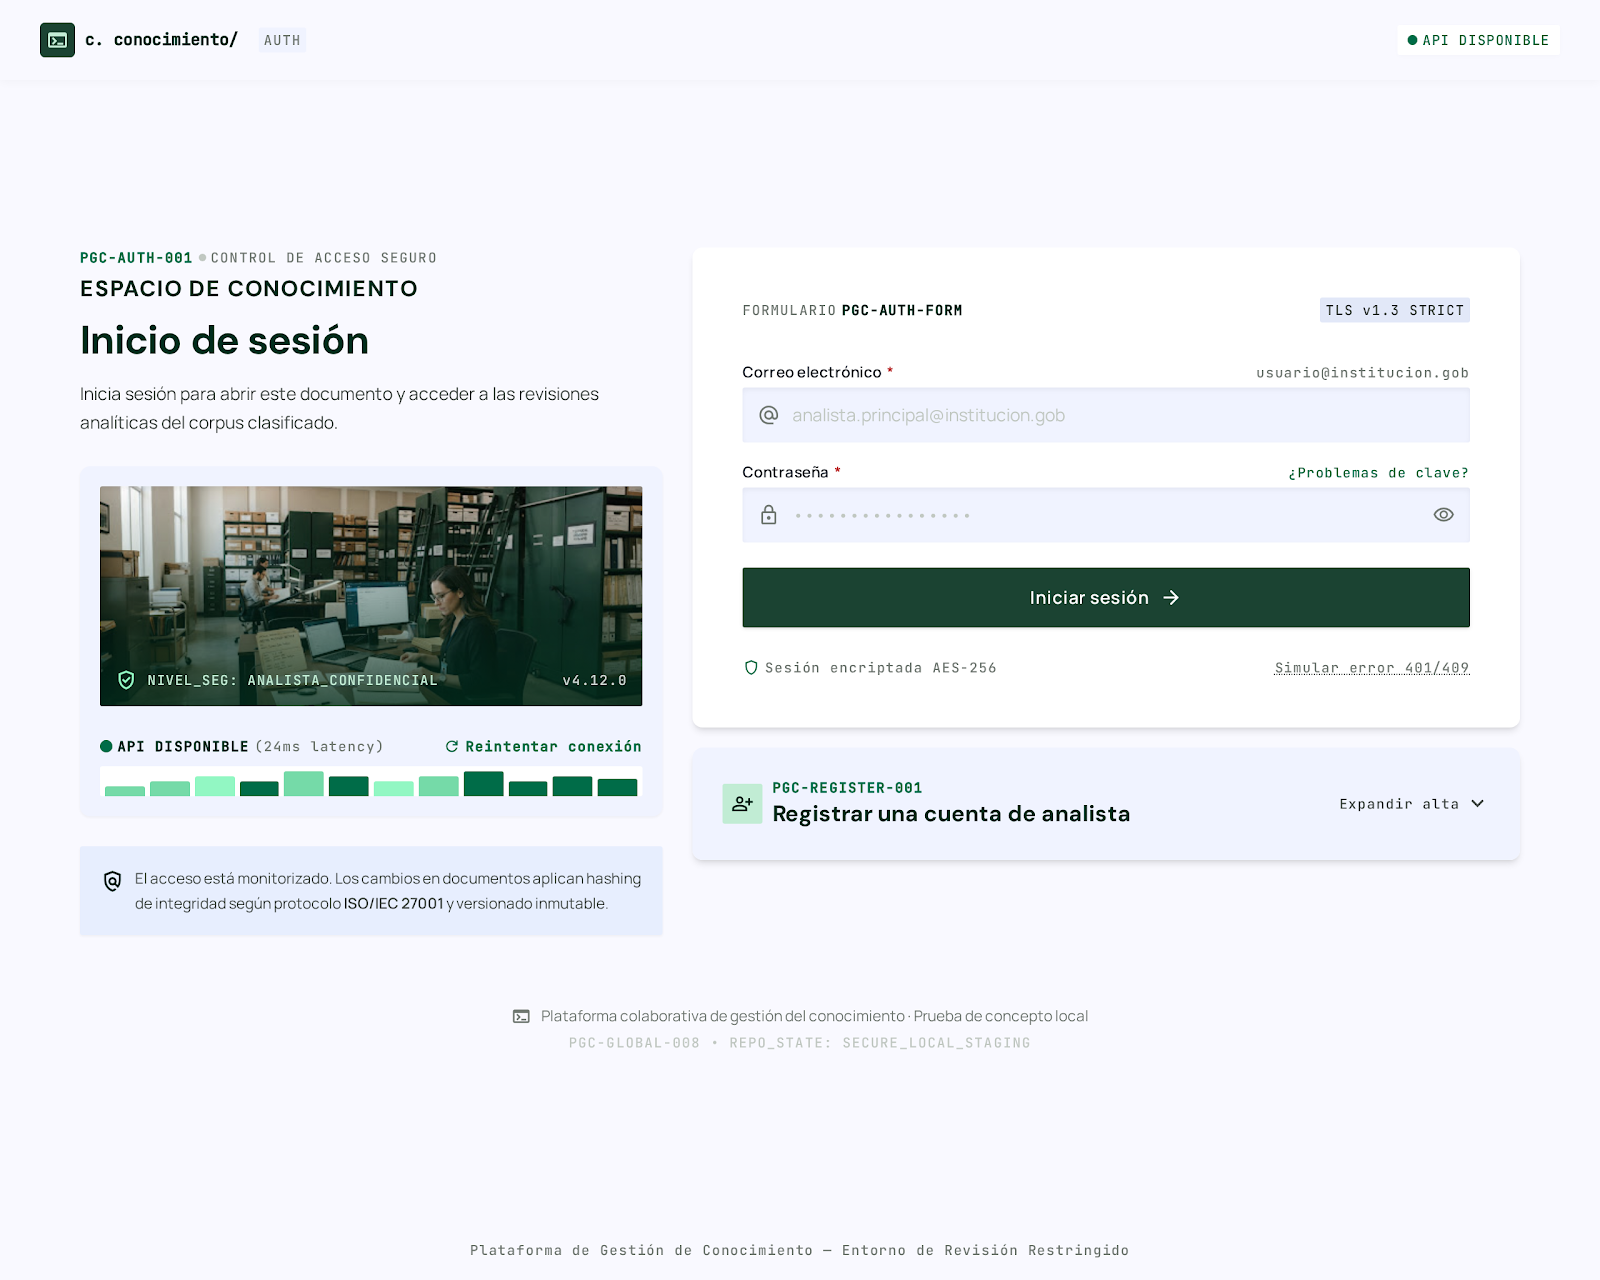 c. conocimiento/ AUTH
API DISPONIBLE
PGC-AUTH-001 CONTROL DE ACCESO SEGURO
ESPACIO DE CONOCIMIENTO
Inicio de sesión
Inicia sesión para abrir este documento y acceder a las revisiones
analíticas del corpus clasificado.
NIVEL_SEG: ANALISTA_CONFIDENCIAL v4.12.0
API DISPONIBLE (24ms latency) Reintentar conexión
El acceso está monitorizado. Los cambios en documentos aplican hashing
de integridad según protocolo ISO/IEC 27001 y versionado inmutable.
FORMULARIO PGC-AUTH-FORM TLS v1.3 STRICT
Correo electrónico * usuario@institucion.gob
analista.principal@institucion.gob
Contraseña * ¿Problemas de clave?
Iniciar sesión
Sesión encriptada AES-256 Simular error 401/409
PGC-REGISTER-001
Registrar una cuenta de analista
Expandir alta
Plataforma colaborativa de gestión del conocimiento · Prueba de concepto local
PGC-GLOBAL-008 • REPO_STATE: SECURE_LOCAL_STAGING
Plataforma de Gestión de Conocimiento — Entorno de Revisión Restringido